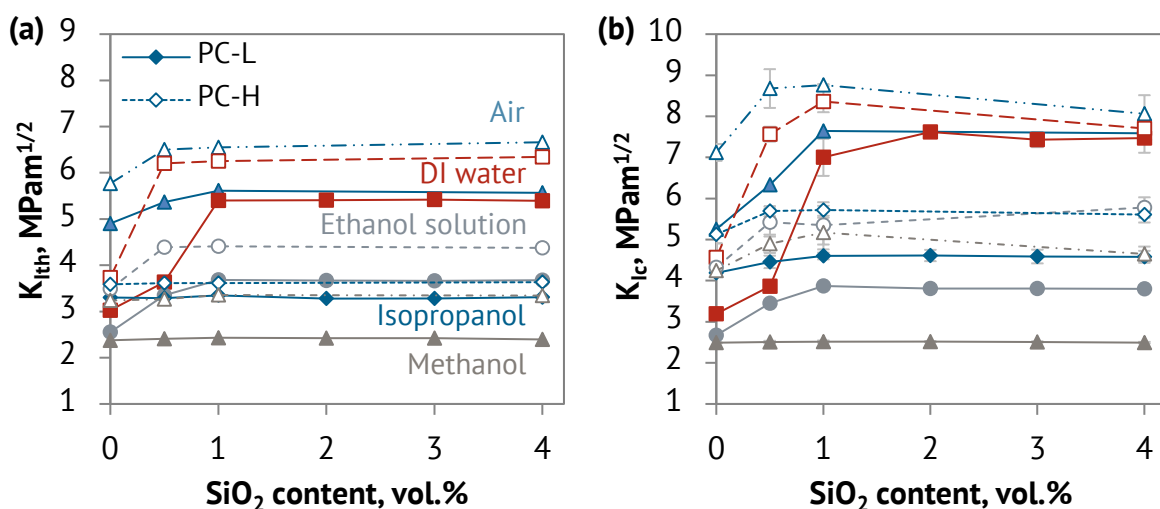 (a)
K_Ith, MPam^1/2
9
8
7
6
5
4
3
2
1
PC-L
PC-H
Air
DI water
Ethanol solution
Isopropanol
Methanol
0 1 2 3 4
SiO₂ content, vol.%
(b)
K_Ic, MPam^1/2
10
9
8
7
6
5
4
3
2
1
0 1 2 3 4
SiO₂ content, vol.%